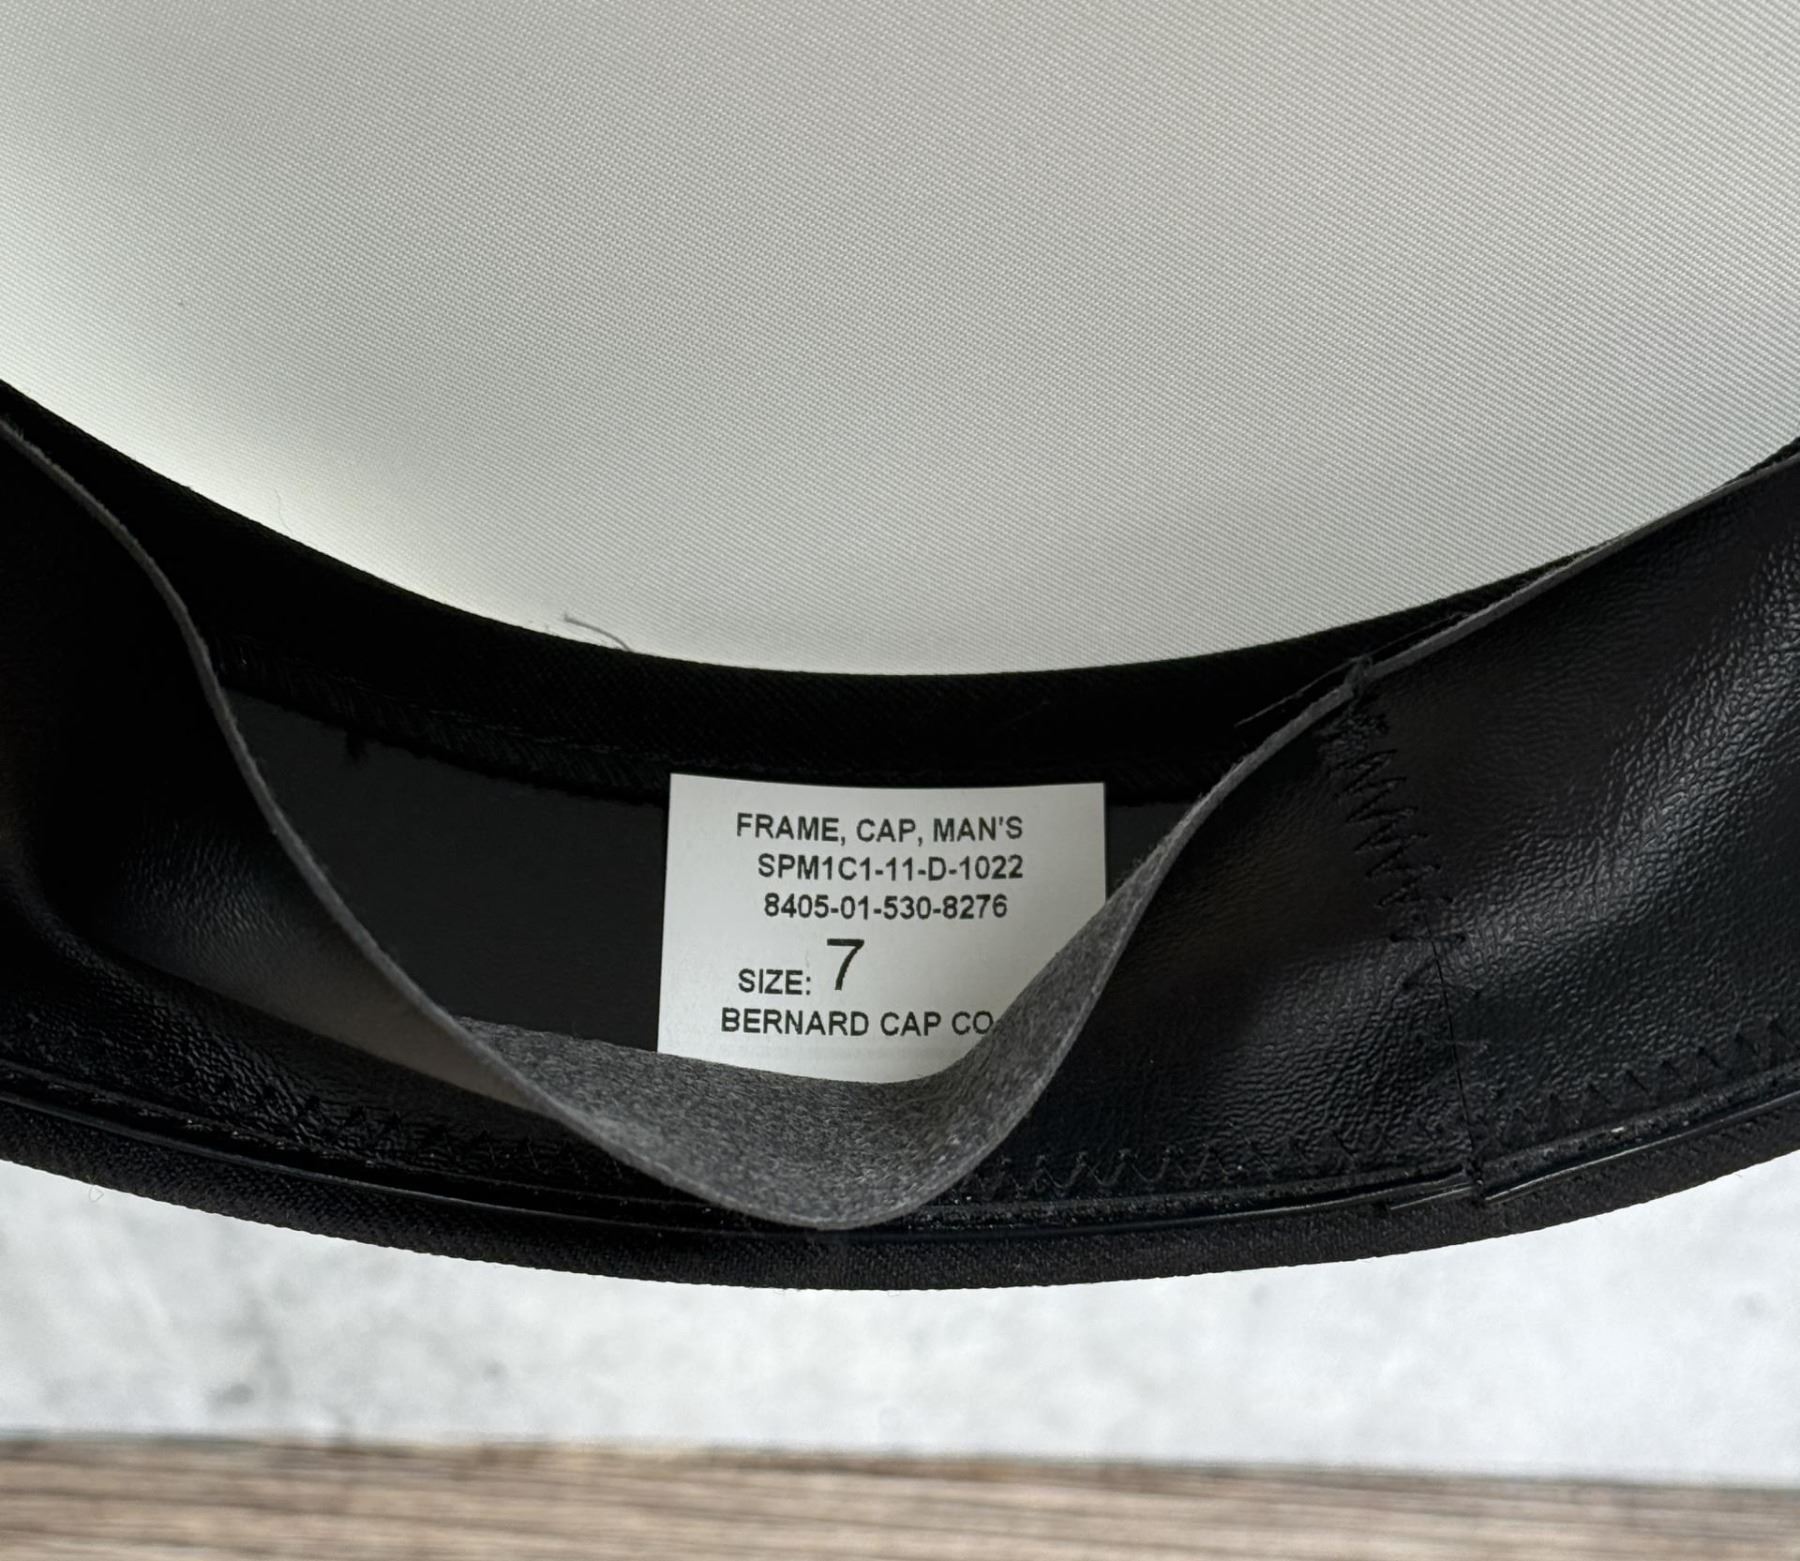 FRAME, CAP, MAN'S
SPM1C1-11-D-1022
8405-01-530-8276
SIZE: 7
BERNARD CAP CO